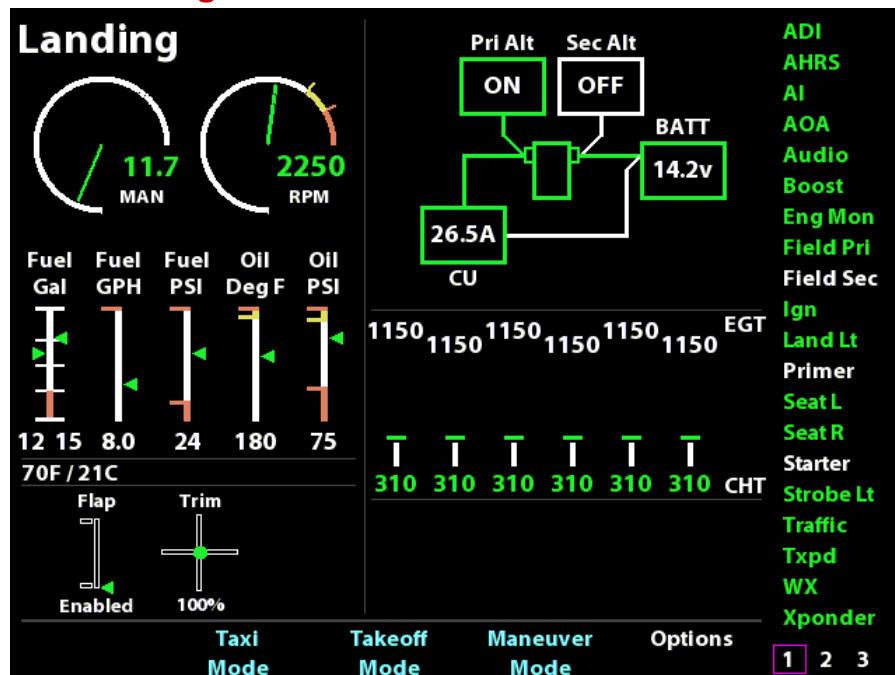 Landing
11.7
MAN
2250
RPM
Fuel Gal
Fuel GPH
Fuel PSI
Oil Deg F
Oil PSI
12 15 8.0 24 180 75
70F / 21C
Flap
Enabled
Trim
100%
Pri Alt
ON
Sec Alt
OFF
BATT
14.2v
26.5A
CU
1150 1150 1150 1150 1150 1150 EGT
310 310 310 310 310 310 CHT
ADI
AHRS
AI
AOA
Audio
Boost
Eng Mon
Field Pri
Field Sec
Ign
Land Lt
Primer
Seat L
Seat R
Starter
Strobe Lt
Traffic
Txpd
WX
Xponder
Taxi
Mode
Takeoff
Mode
Maneuver
Mode
Options
1 2 3